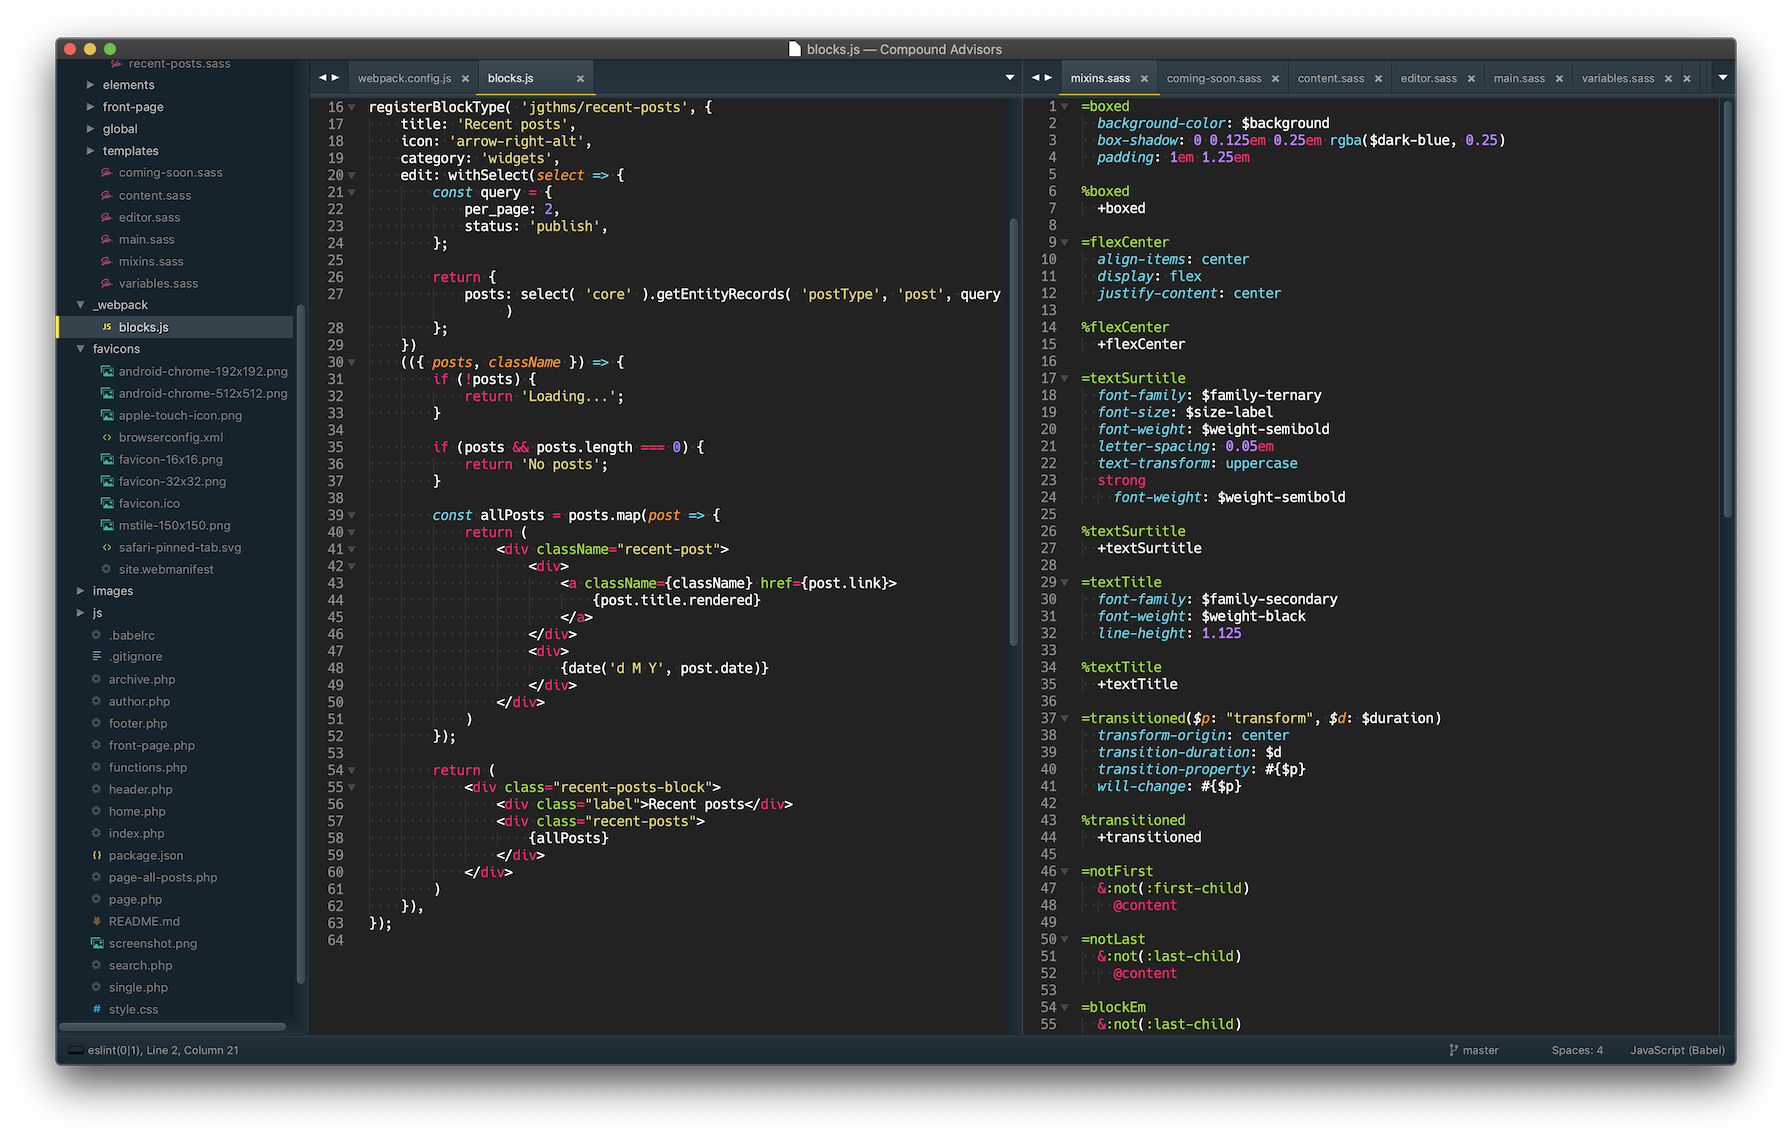 blocks.js — Compound Advisors
recent-posts.sass
elements
front-page
global
templates
coming-soon.sass
content.sass
editor.sass
main.sass
mixins.sass
variables.sass
_webpack
JS blocks.js
favicons
android-chrome-192x192.png
android-chrome-512x512.png
apple-touch-icon.png
browserconfig.xml
favicon-16x16.png
favicon-32x32.png
favicon.ico
mstile-150x150.png
safari-pinned-tab.svg
site.webmanifest
images
js
.babelrc
.gitignore
archive.php
author.php
footer.php
front-page.php
functions.php
header.php
home.php
index.php
package.json
page-all-posts.php
page.php
README.md
screenshot.png
search.php
single.php
# style.css
webpack.config.js × blocks.js ×
16 registerBlockType( 'jgthms/recent-posts', {
17 title: 'Recent posts',
18 icon: 'arrow-right-alt',
19 category: 'widgets',
20 edit: withSelect(select => {
21 const query = {
22 per_page: 2,
23 status: 'publish',
24 };
25
26 return {
27 posts: select( 'core' ).getEntityRecords( 'postType', 'post', query
)
28 };
29 })
30 (({ posts, className }) => {
31 if (!posts) {
32 return 'Loading...';
33 }
34
35 if (posts && posts.length === 0) {
36 return 'No posts';
37 }
38
39 const allPosts = posts.map(post => {
40 return (
41 <div className="recent-post">
42 <div>
43 <a className={className} href={post.link}>
44 {post.title.rendered}
45 </a>
46 </div>
47 <div>
48 {date('d M Y', post.date)}
49 </div>
50 </div>
51 )
52 });
53
54 return (
55 <div class="recent-posts-block">
56 <div class="label">Recent posts</div>
57 <div class="recent-posts">
58 {allPosts}
59 </div>
60 </div>
61 )
62 }),
63 });
64
mixins.sass × coming-soon.sass × content.sass × editor.sass × main.sass × variables.sass × ×
1 =boxed
2 background-color: $background
3 box-shadow: 0 0.125em 0.25em rgba($dark-blue, 0.25)
4 padding: 1em 1.25em
5
6 %boxed
7 +boxed
8
9 =flexCenter
10 align-items: center
11 display: flex
12 justify-content: center
13
14 %flexCenter
15 +flexCenter
16
17 =textSurtitle
18 font-family: $family-ternary
19 font-size: $size-label
20 font-weight: $weight-semibold
21 letter-spacing: 0.05em
22 text-transform: uppercase
23 strong
24 font-weight: $weight-semibold
25
26 %textSurtitle
27 +textSurtitle
28
29 =textTitle
30 font-family: $family-secondary
31 font-weight: $weight-black
32 line-height: 1.125
33
34 %textTitle
35 +textTitle
36
37 =transitioned($p: "transform", $d: $duration)
38 transform-origin: center
39 transition-duration: $d
40 transition-property: #{$p}
41 will-change: #{$p}
42
43 %transitioned
44 +transitioned
45
46 =notFirst
47 &:not(:first-child)
48 @content
49
50 =notLast
51 &:not(:last-child)
52 @content
53
54 =blockEm
55 &:not(:last-child)
eslint(0|1), Line 2, Column 21
master
Spaces: 4
JavaScript (Babel)